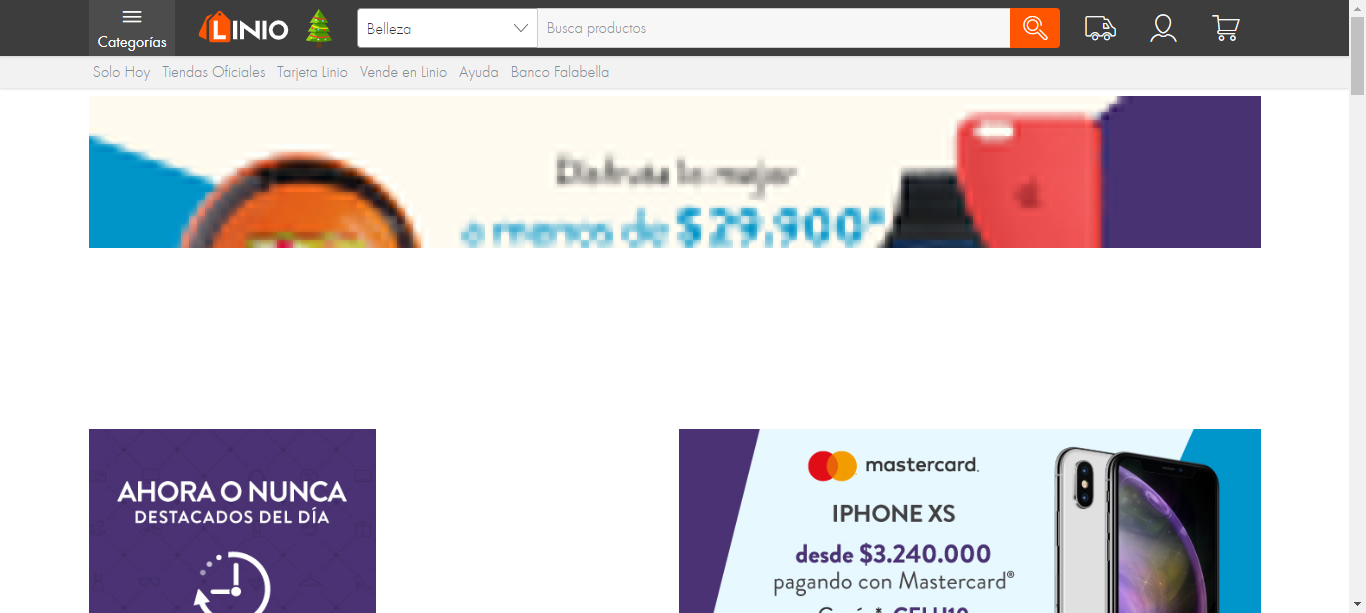 Categorías
LINIO
Belleza
Busca productos
Solo Hoy Tiendas Oficiales Tarjeta Linio Vende en Linio Ayuda Banco Falabella
Disfruta lo mejor
a menos de $29.900*
AHORA O NUNCA
DESTACADOS DEL DÍA
mastercard.
IPHONE XS
desde $3.240.000
pagando con Mastercard®